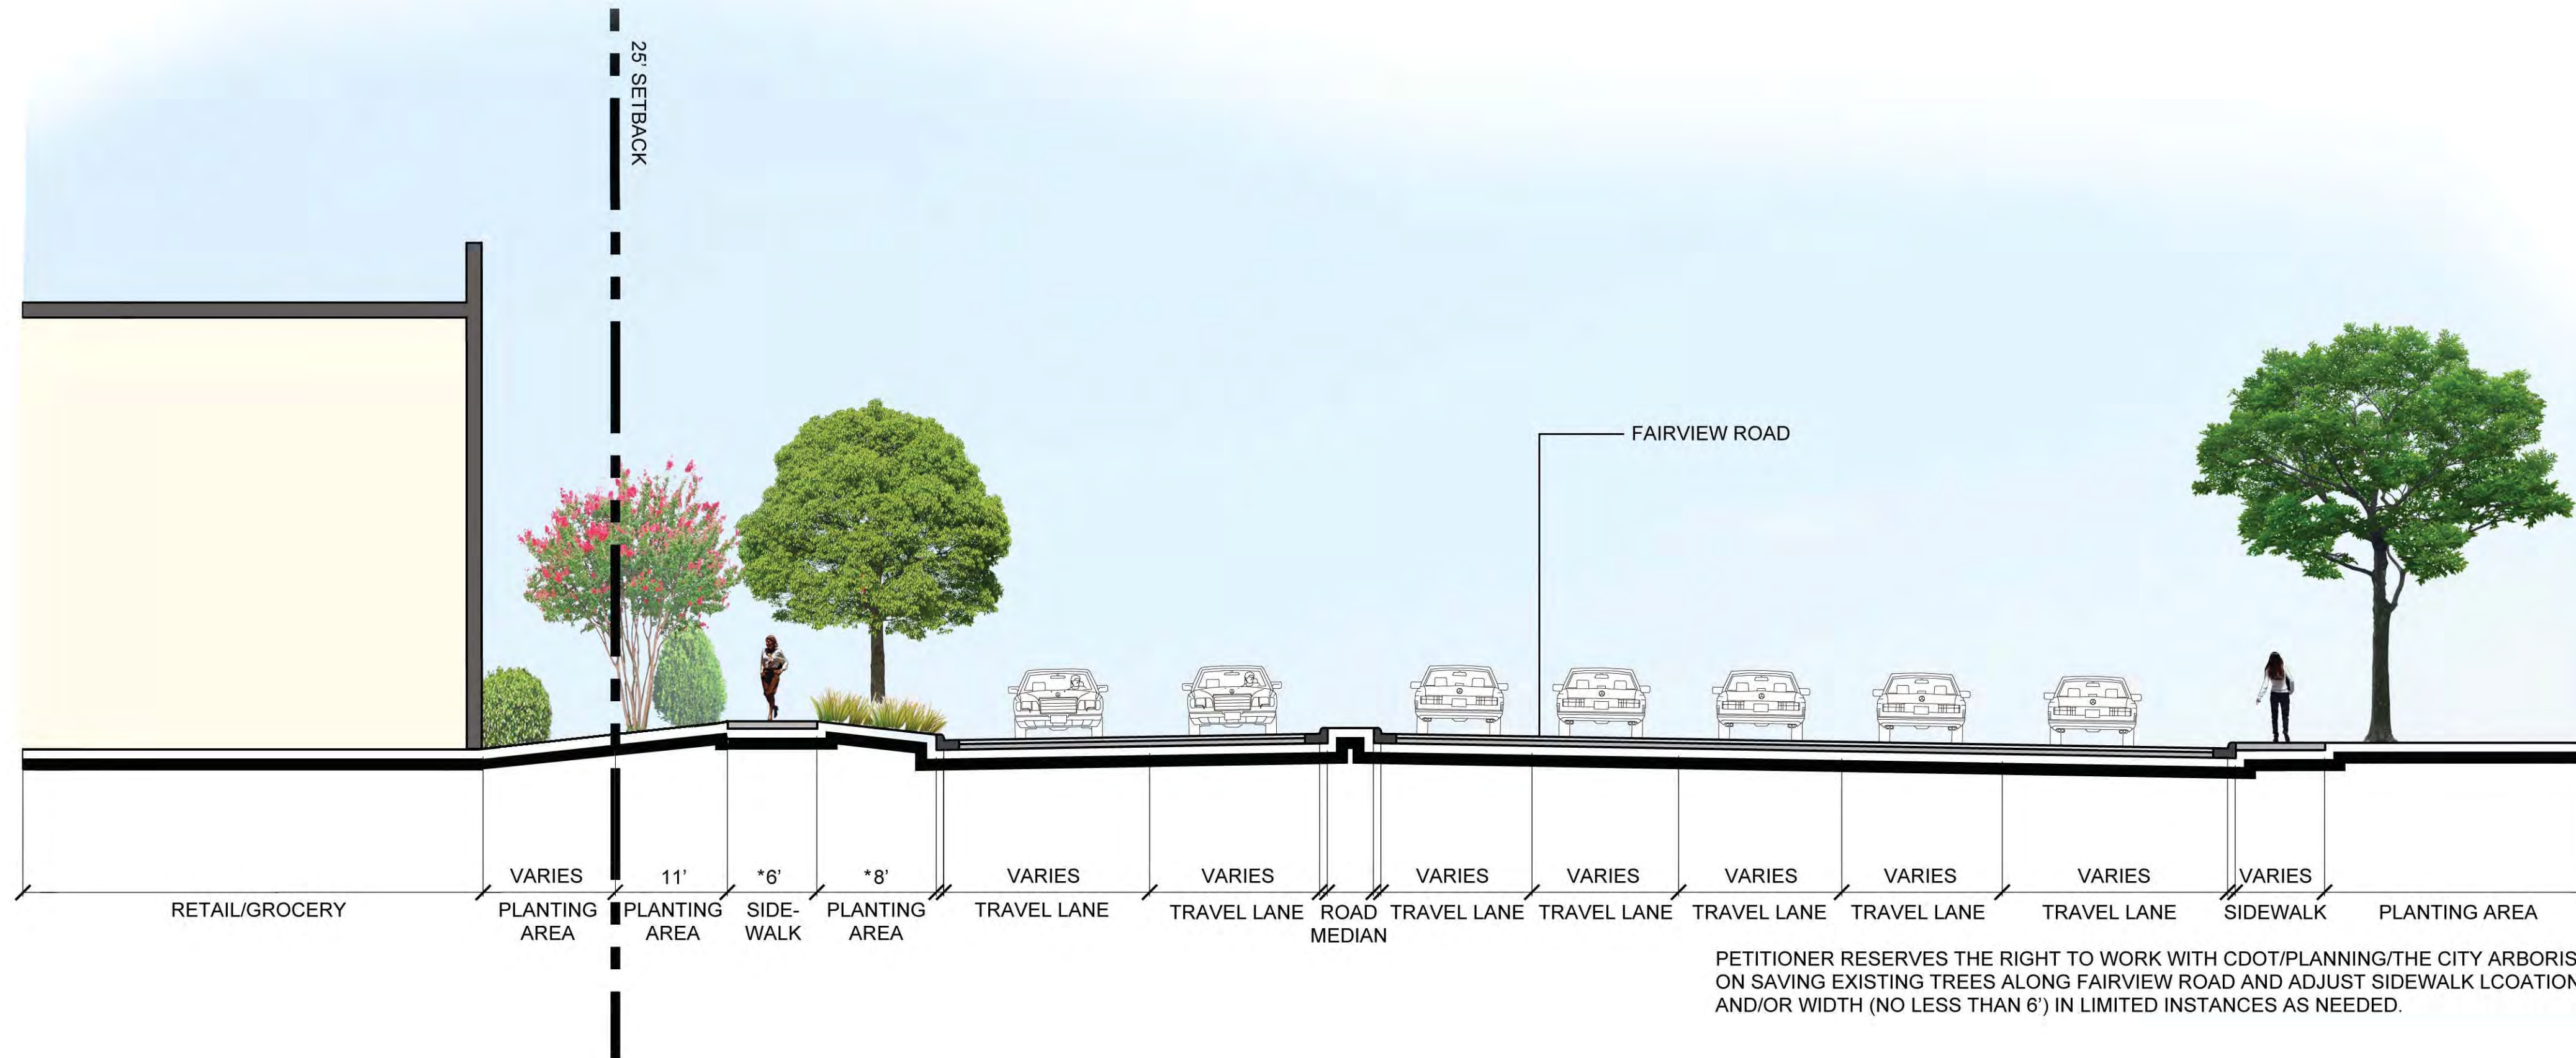 25' SETBACK
FAIRVIEW ROAD
VARIES
11'
*6'
*8'
VARIES
VARIES
VARIES
VARIES
VARIES
VARIES
VARIES
VARIES
RETAIL/GROCERY
PLANTING
AREA
PLANTING
AREA
SIDE-
WALK
PLANTING
AREA
TRAVEL LANE
TRAVEL LANE
ROAD
MEDIAN
TRAVEL LANE
TRAVEL LANE
TRAVEL LANE
TRAVEL LANE
TRAVEL LANE
SIDEWALK
PLANTING AREA
PETITIONER RESERVES THE RIGHT TO WORK WITH CDOT/PLANNING/THE CITY ARBORIS
ON SAVING EXISTING TREES ALONG FAIRVIEW ROAD AND ADJUST SIDEWALK LCOATION
AND/OR WIDTH (NO LESS THAN 6') IN LIMITED INSTANCES AS NEEDED.